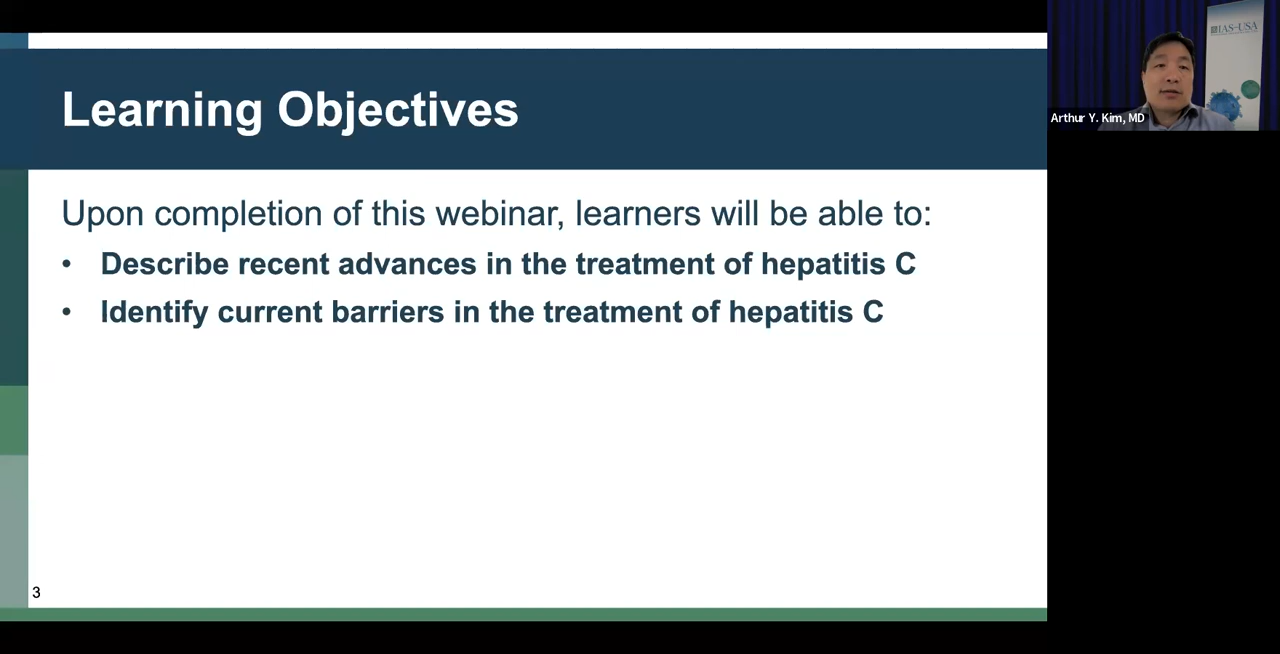 Learning Objectives
Upon completion of this webinar, learners will be able to:
• Describe recent advances in the treatment of hepatitis C
• Identify current barriers in the treatment of hepatitis C
3
IAS-USA
Arthur Y. Kim, MD